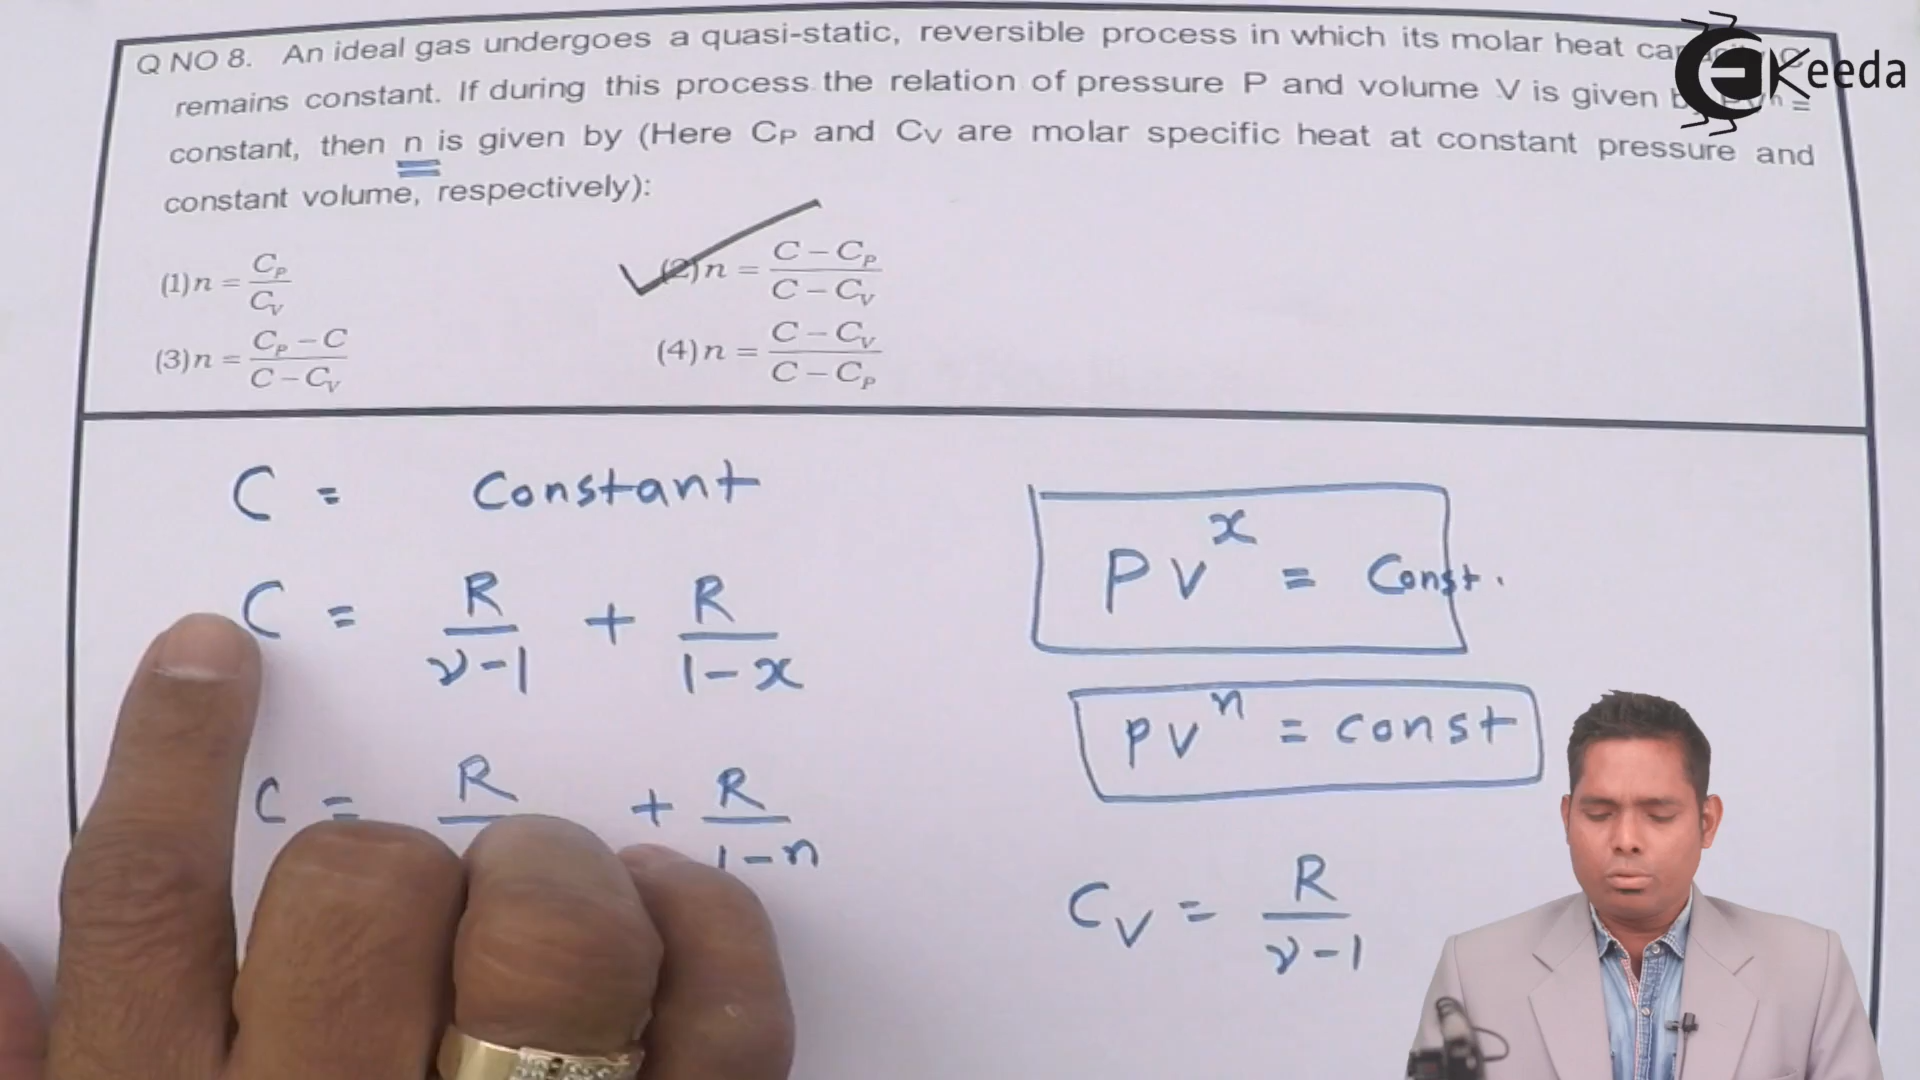 Q NO 8. An ideal gas undergoes a quasi-static, reversible process in which its molar heat C
remains constant. If during this process the relation of pressure P and volume V is given =
constant, then n is given by (Here CP and CV are molar specific heat at constant pressure and
constant volume, respectively):
(1) n = CP / CV
(2) n = C − CP / C − CV
(3) n = CP − C / C − CV
(4) n = C − CV / C − CP
eKeeda
C = Constant
C = R / γ-1 + R / 1-x
PV^x = Const.
PV^n = const
C = R + R / 1-n
CV = R / γ-1